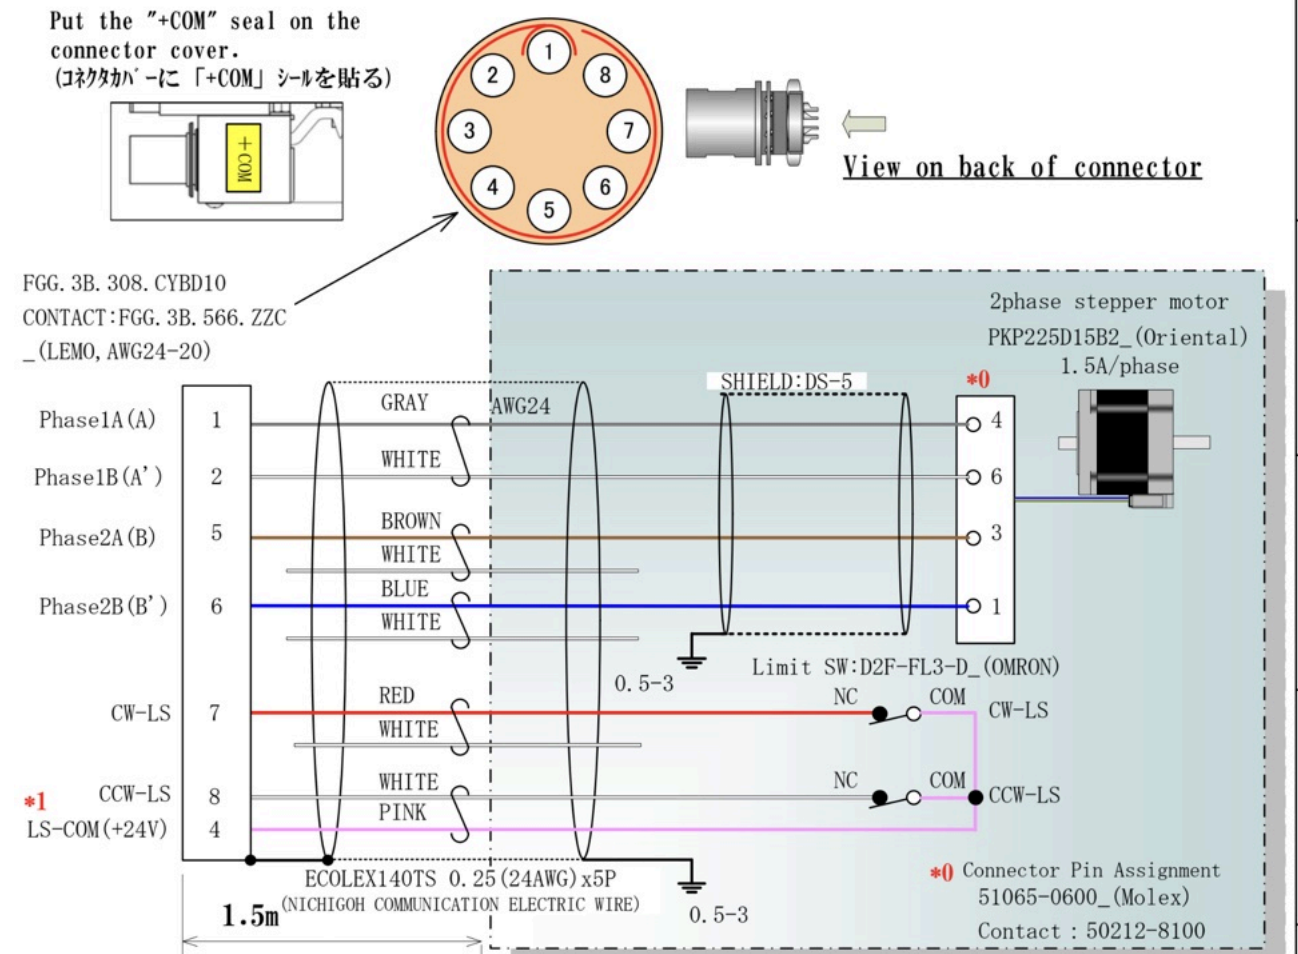 Put the "+COM" seal on the
connector cover.
(ｺﾈｸﾀｶﾊﾞｰに「+COM」ｼｰﾙを貼る)
+COM
1
2
8
3
7
4
6
5
View on back of connector
FGG.3B.308.CYBD10
CONTACT:FGG.3B.566.ZZC
_(LEMO, AWG24-20)
2phase stepper motor
PKP225D15B2_(Oriental)
1.5A/phase
SHIELD:DS-5
*0
Phase1A(A)
1
GRAY
AWG24
4
Phase1B(A')
2
WHITE
6
Phase2A(B)
5
BROWN
3
WHITE
Phase2B(B')
6
BLUE
1
WHITE
0.5-3
Limit SW:D2F-FL3-D_(OMRON)
CW-LS
7
RED
NC
COM
CW-LS
WHITE
*1
CCW-LS
8
WHITE
NC
COM
CCW-LS
LS-COM(+24V)
4
PINK
ECOLEX140TS 0.25(24AWG)x5P
(NICHIGOH COMMUNICATION ELECTRIC WIRE)
1.5m
0.5-3
*0 Connector Pin Assignment
51065-0600_(Molex)
Contact : 50212-8100